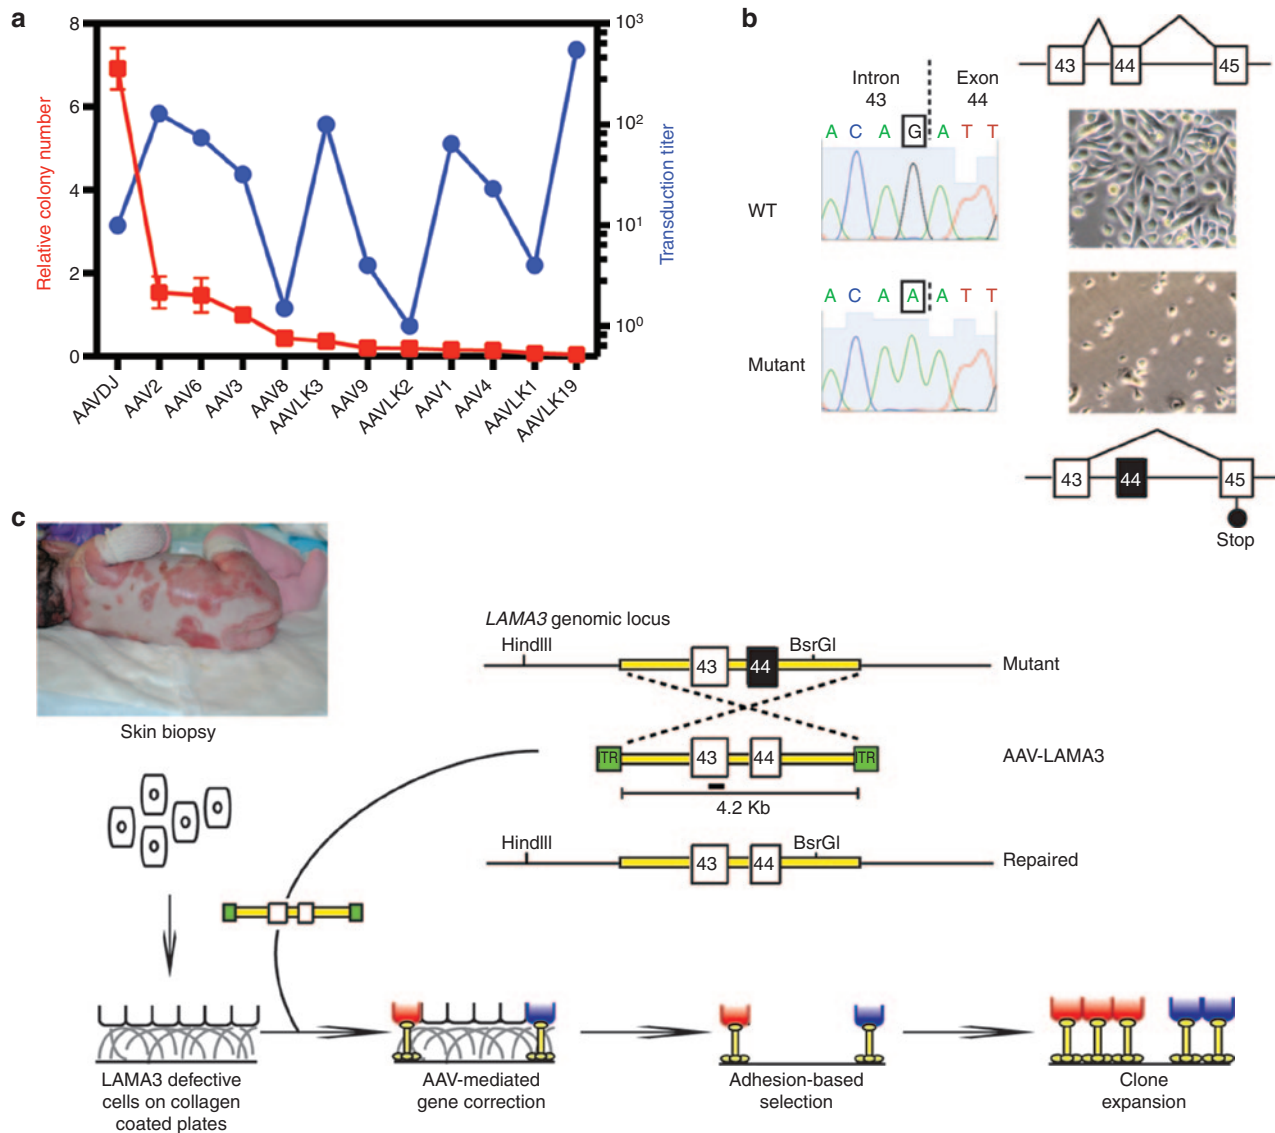 a
8
6
4
2
0
Relative colony number
10³
10²
10¹
10⁰
Transduction titer
AAVDJ
AAV2
AAV6
AAV3
AAV8
AAVLK3
AAV9
AAVLK2
AAV1
AAV4
AAVLK1
AAVLK19
b
Intron
43
Exon
44
A C A G A T T
WT
A C A A A T T
Mutant
43 44 45
43 44 45
Stop
c
Skin biopsy
LAMA3 genomic locus
HindIII BsrGI
43 44
Mutant
ITR 43 44 ITR
AAV-LAMA3
4.2 Kb
HindIII BsrGI
43 44
Repaired
LAMA3 defective
cells on collagen
coated plates
AAV-mediated
gene correction
Adhesion-based
selection
Clone
expansion